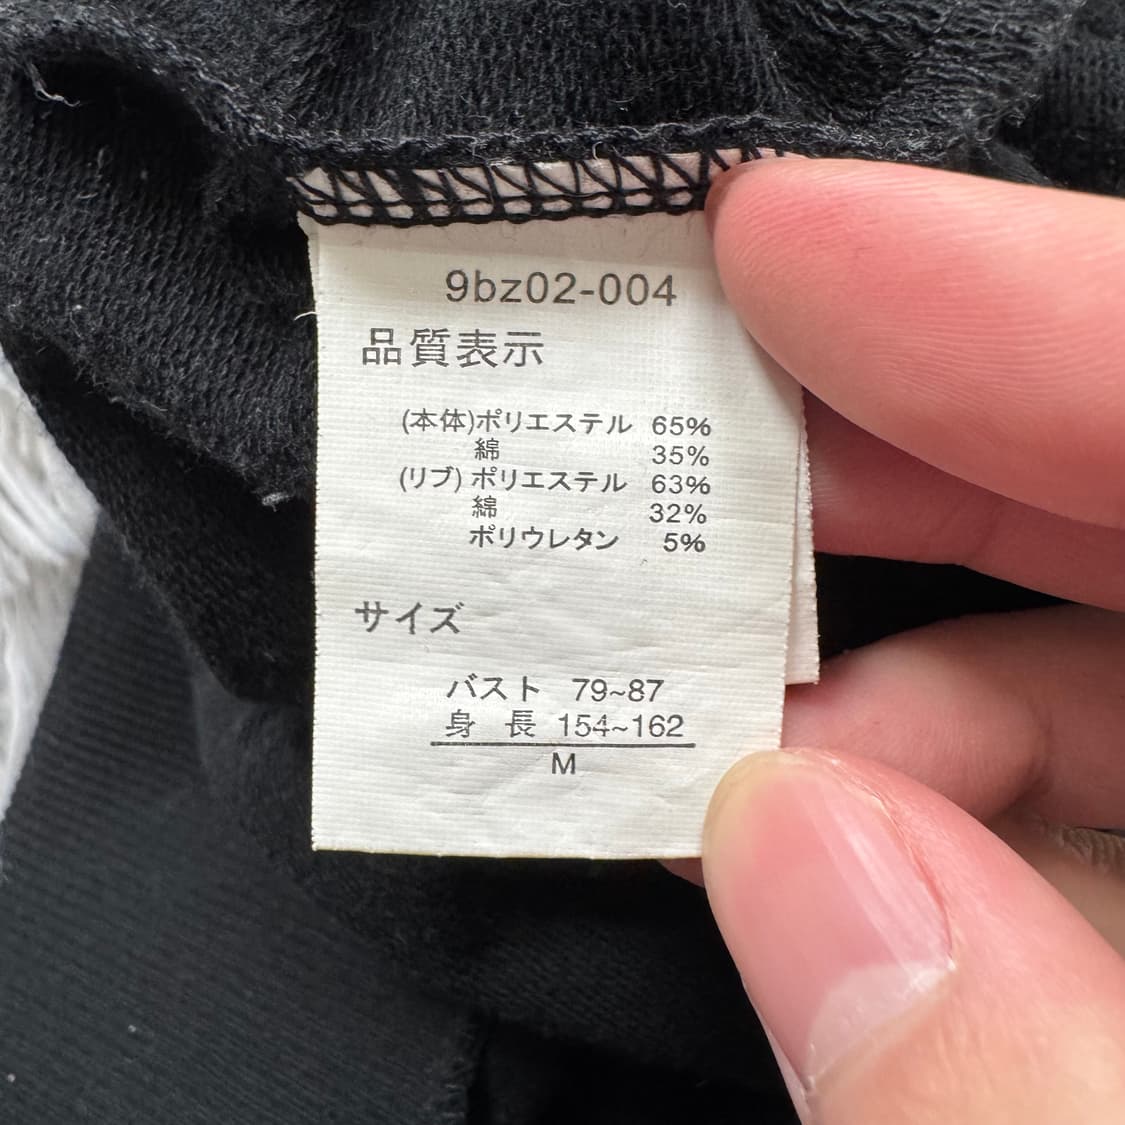 9bz02-004
品質表示
(本体)ポリエステル 65%
綿 35%
(リブ) ポリエステル 63%
綿 32%
ポリウレタン 5%
サイズ
バスト 79~87
身 長 154~162
M